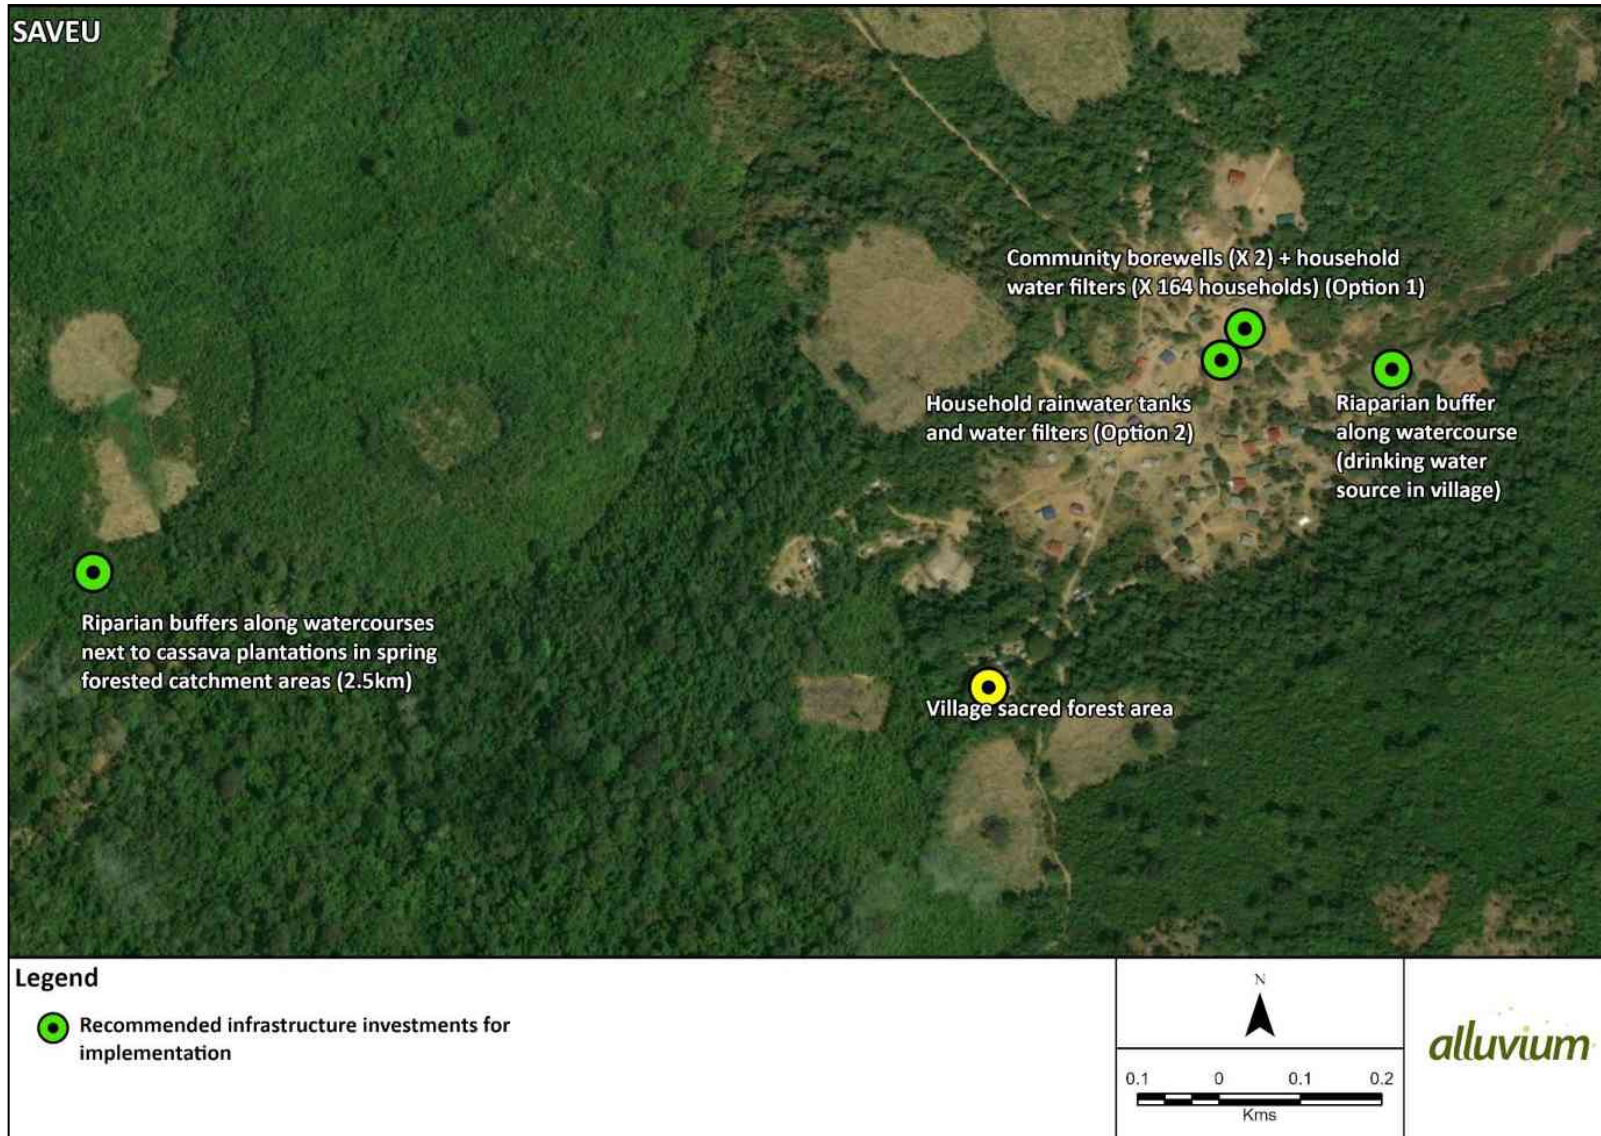 SAVEU
Community borewells (X 2) + household
water filters (X 164 households) (Option 1)
Household rainwater tanks
and water filters (Option 2)
Riaparian buffer
along watercourse
(drinking water
source in village)
Riparian buffers along watercourses
next to cassava plantations in spring
forested catchment areas (2.5km)
Village sacred forest area
Legend
Recommended infrastructure investments for
implementation
N
0.1 0 0.1 0.2
Kms
alluvium